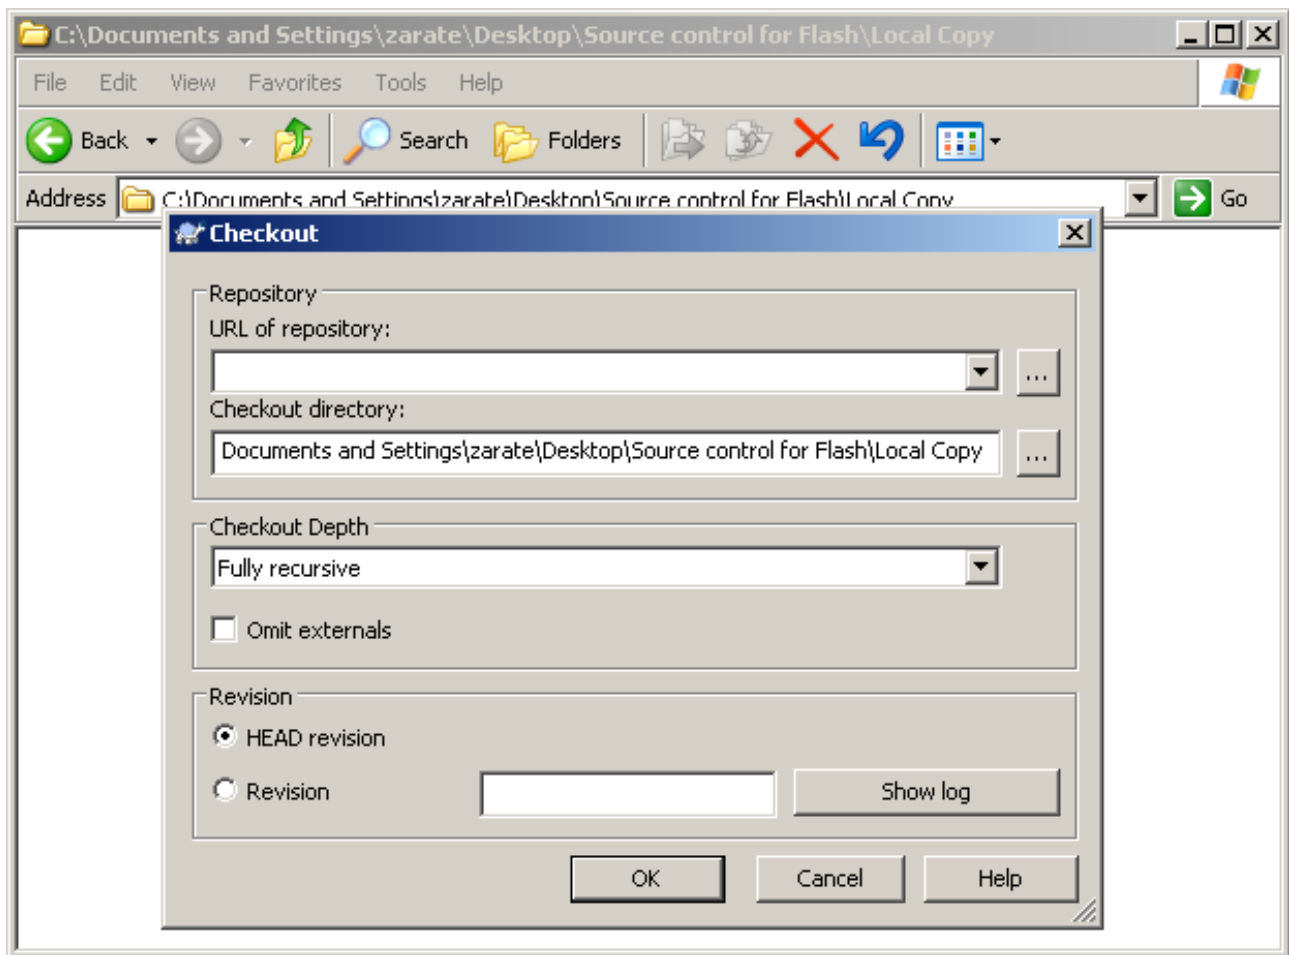 C:\Documents and Settings\zarate\Desktop\Source control for Flash\Local Copy
File Edit View Favorites Tools Help
Back Search Folders
Address C:\Documents and Settings\zarate\Desktop\Source control for Flash\Local Copy Go
Checkout
Repository
URL of repository:
...
Checkout directory:
Documents and Settings\zarate\Desktop\Source control for Flash\Local Copy ...
Checkout Depth
Fully recursive
Omit externals
Revision
HEAD revision
Revision Show log
OK Cancel Help